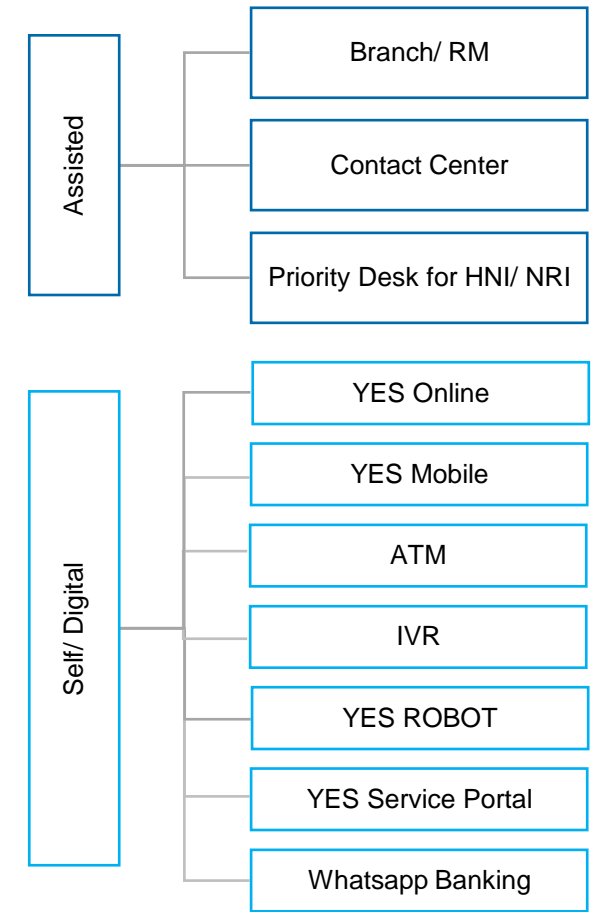 Assisted
Branch/ RM
Contact Center
Priority Desk for HNI/ NRI
Self/ Digital
YES Online
YES Mobile
ATM
IVR
YES ROBOT
YES Service Portal
Whatsapp Banking